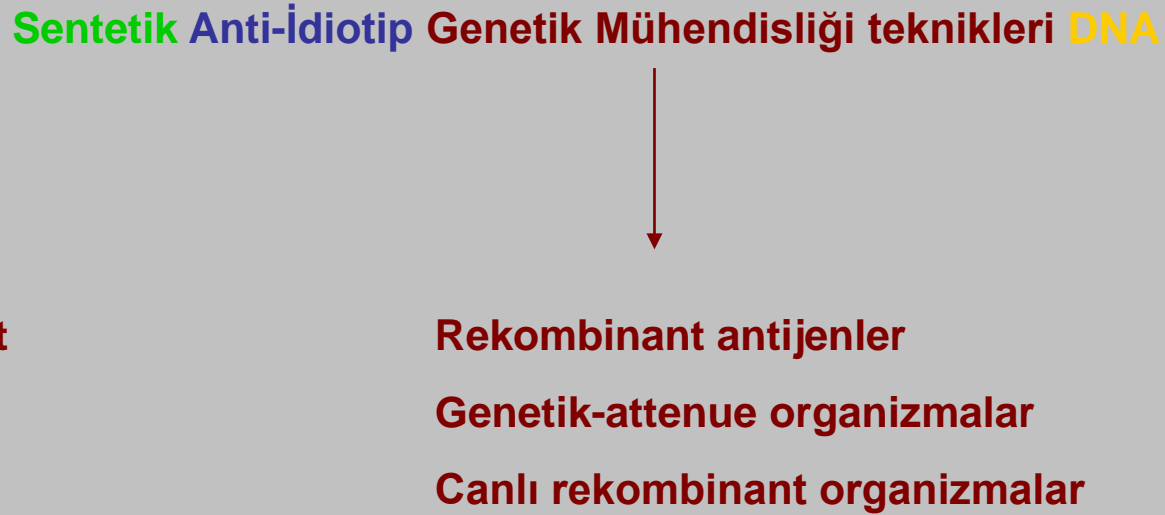 Sentetik Anti-İdiotip Genetik Mühendisliği teknikleri DNA
t Rekombinant antijenler
Genetik-attenue organizmalar
Canlı rekombinant organizmalar